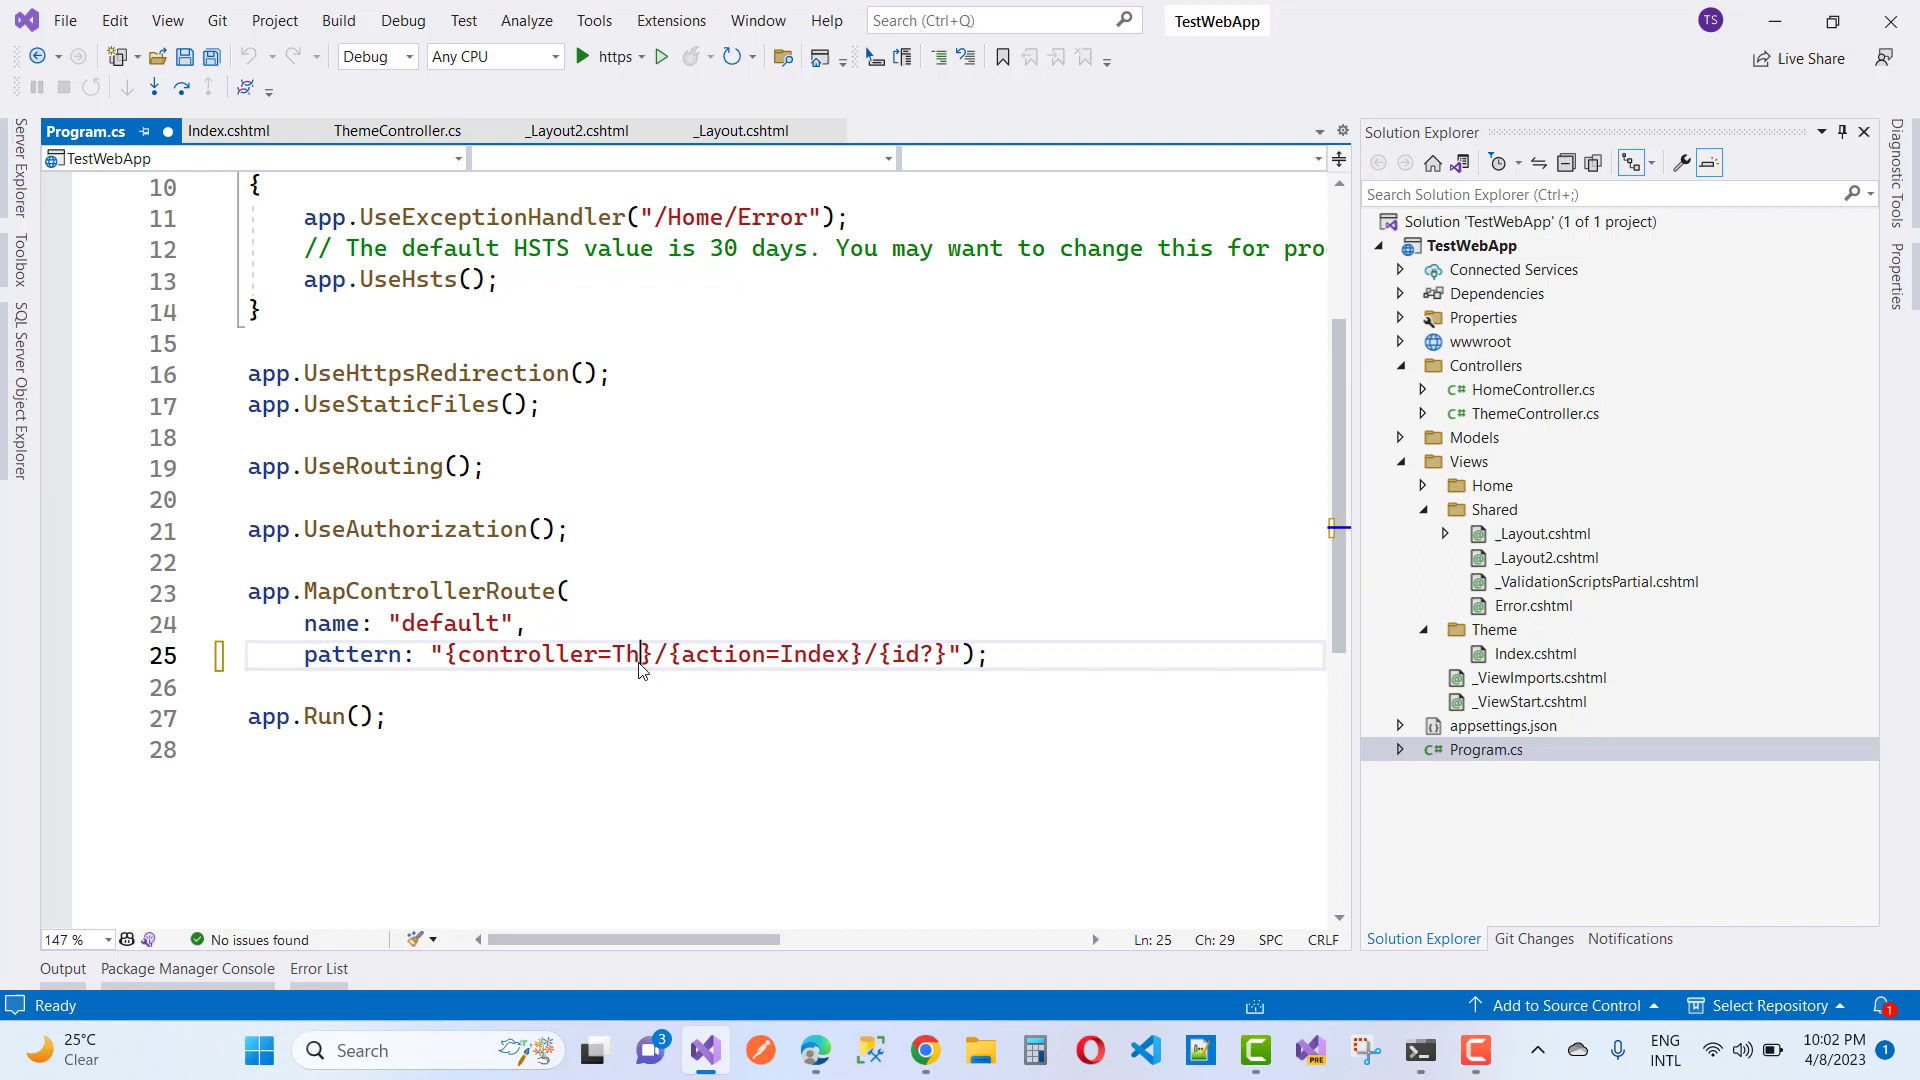 File Edit View Git Project Build Debug Test Analyze Tools Extensions Window Help Search (Ctrl+Q) TestWebApp TS
Debug Any CPU https Live Share
Program.cs Index.cshtml ThemeController.cs _Layout2.cshtml _Layout.cshtml
TestWebApp
10 {
11 app.UseExceptionHandler("/Home/Error");
12 // The default HSTS value is 30 days. You may want to change this for pro
13 app.UseHsts();
14 }
15
16 app.UseHttpsRedirection();
17 app.UseStaticFiles();
18
19 app.UseRouting();
20
21 app.UseAuthorization();
22
23 app.MapControllerRoute(
24 name: "default",
25 pattern: "{controller=Th}/{action=Index}/{id?}");
26
27 app.Run();
28
147 % No issues found Ln: 25 Ch: 29 SPC CRLF
Server Explorer
Toolbox
SQL Server Object Explorer
Solution Explorer
Search Solution Explorer (Ctrl+;)
Solution 'TestWebApp' (1 of 1 project)
TestWebApp
Connected Services
Dependencies
Properties
wwwroot
Controllers
C# HomeController.cs
C# ThemeController.cs
Models
Views
Home
Shared
_Layout.cshtml
_Layout2.cshtml
_ValidationScriptsPartial.cshtml
Error.cshtml
Theme
Index.cshtml
_ViewImports.cshtml
_ViewStart.cshtml
appsettings.json
C# Program.cs
Solution Explorer Git Changes Notifications
Diagnostic Tools
Properties
Output Package Manager Console Error List
Ready Add to Source Control Select Repository 1
25°C
Clear
Search
3
PRE
ENG
INTL
10:02 PM
4/8/2023
1